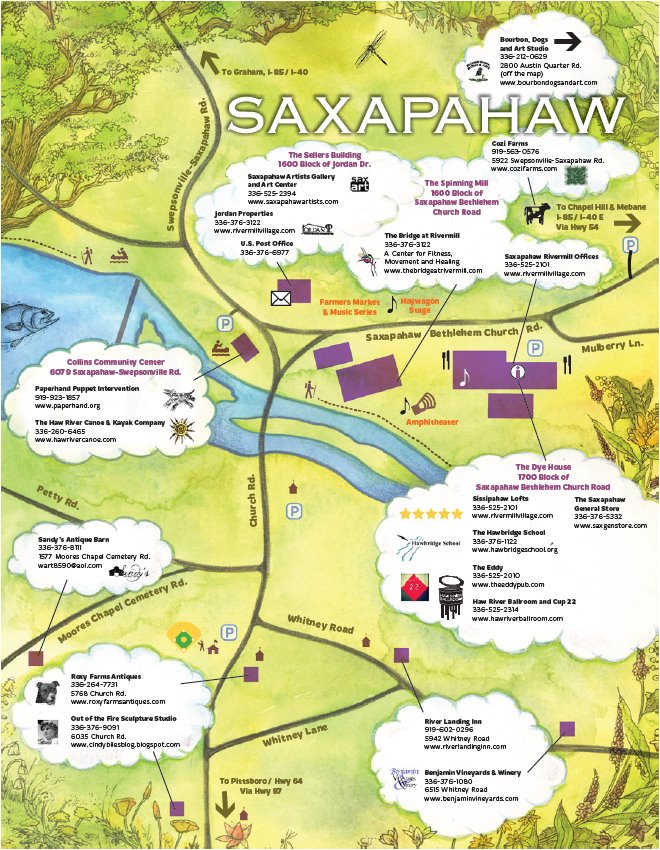 Bourbon, Dogs
and Art Studio
336-212-0629
2800 Austin Quarter Rd.
(off the map)
www.bourbondogsandart.com
To Graham, I-85 / I-40
SAXAPAHAW
Swepsonville-Saxapahaw Rd.
Cozi Farms
919-563-0576
5922 Swepsonville-Saxapahaw Rd.
www.cozifarms.com
The Sellers Building
1600 Block of Jordan Dr.
Saxapahaw Artists Gallery
and Art Center
336-525-2394
www.saxapahawartists.com
sax
art
Jordan Properties
336-376-3122
www.rivermillvillage.com
JORDAN P
U.S. Post Office
336-376-6977
The Spinning Mill
1600 Block of
Saxapahaw Bethlehem
Church Road
The Bridge at Rivermill
336-376-3122
A Center for Fitness,
Movement and Healing
www.thebridgeatrivermill.com
To Chapel Hill & Mebane
I-85 / I-40 E
Via Hwy 54
P
Saxapahaw Rivermill Offices
336-525-2101
www.rivermillvillage.com
Farmers Market
& Music Series
Haywagon
Stage
P
Saxapahaw Bethlehem Church Rd.
P
Mulberry Ln.
i
Amphitheater
Collins Community Center
6079 Saxapahaw-Swepsonville Rd.
Paperhand Puppet Intervention
919-923-1857
www.paperhand.org
The Haw River Canoe & Kayak Company
336-260-6465
www.hawrivercanoe.com
The Dye House
1700 Block of
Saxapahaw Bethlehem Church Road
Sissipahaw Lofts
336-525-2101
www.rivermillvillage.com
The Saxapahaw
General Store
336-376-5332
www.saxgenstore.com
Hawbridge School
The Hawbridge School
336-376-1122
www.hawbridgeschool.org
The Eddy
336-525-2010
www.theeddypub.com
22
Haw River Ballroom and Cup 22
336-525-2314
www.hawriverballroom.com
Church Rd.
P
Petty Rd.
Sandy's Antique Barn
336-376-8111
1577 Moores Chapel Cemetery Rd.
wart8590@aol.com
Moores Chapel Cemetery Rd.
P
Whitney Road
Roxy Farms Antiques
336-264-7731
5768 Church Rd.
www.roxyfarmsantiques.com
Out of the Fire Sculpture Studio
336-376-9091
6035 Church Rd.
www.cindybilesblog.blogspot.com
Whitney Lane
River Landing Inn
919-602-0296
5942 Whitney Road
www.riverlandinginn.com
Benjamin
Vineyards
& Winery
Benjamin Vineyards & Winery
336-376-1080
6515 Whitney Road
www.benjaminvineyards.com
To Pittsboro / Hwy 64
Via Hwy 87